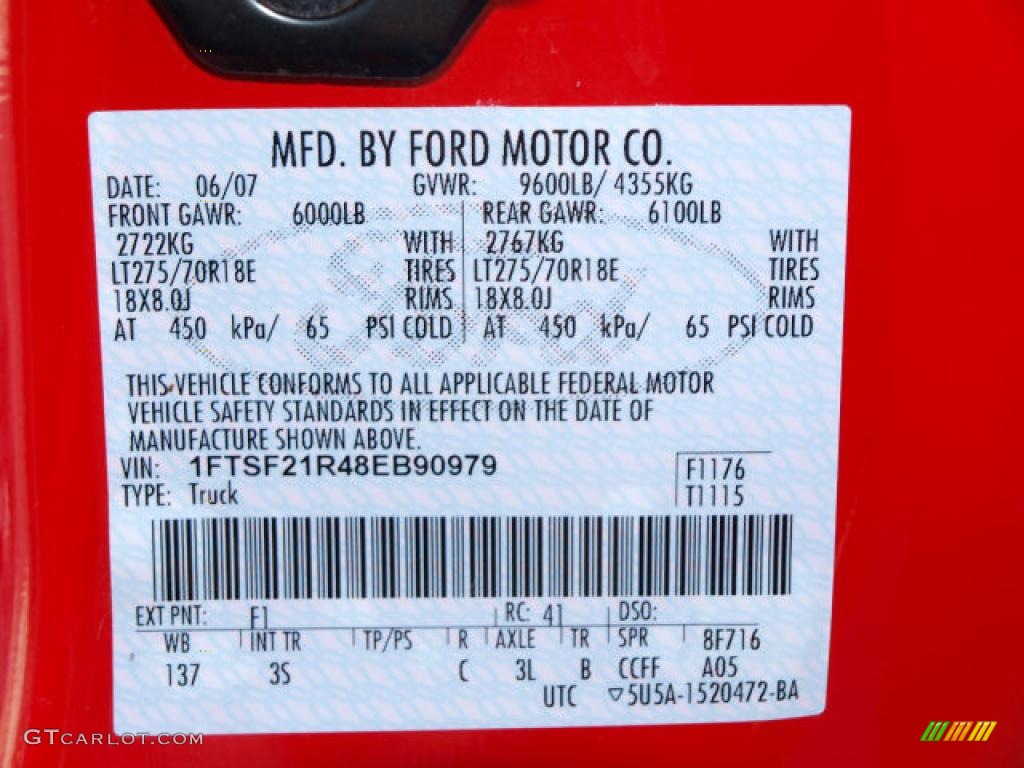 MFD. BY FORD MOTOR CO.
DATE: 06/07 GVWR: 9600LB/ 4355KG
FRONT GAWR: 6000LB REAR GAWR: 6100LB
2722KG WITH 2767KG WITH
LT275/70R18E TIRES LT275/70R18E TIRES
18X8.0J RIMS 18X8.0J RIMS
AT 450 kPa/ 65 PSI COLD AT 450 kPa/ 65 PSI COLD
THIS VEHICLE CONFORMS TO ALL APPLICABLE FEDERAL MOTOR
VEHICLE SAFETY STANDARDS IN EFFECT ON THE DATE OF
MANUFACTURE SHOWN ABOVE.
VIN: 1FTSF21R48EB90979 F1176
TYPE: Truck T1115
EXT PNT: F1 RC: 41 DSO:
WB INT TR TP/PS R AXLE TR SPR 8F716
137 3S C 3L B CCFF A05
UTC ▽5U5A-1520472-BA
GTCARLOT.COM